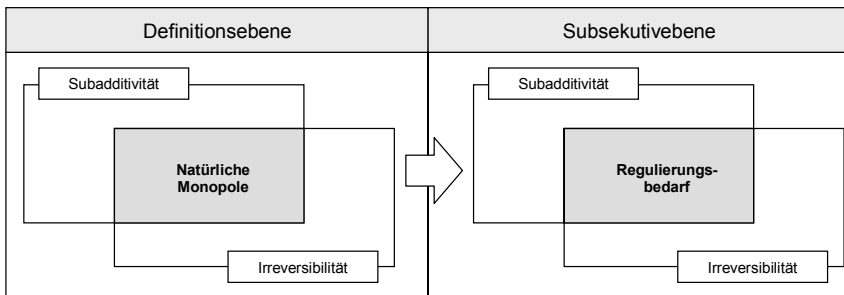 Definitionsebene
Subsekutivebene
Subadditivität
Natürliche
Monopole
Irreversibilität
Subadditivität
Regulierungs-
bedarf
Irreversibilität